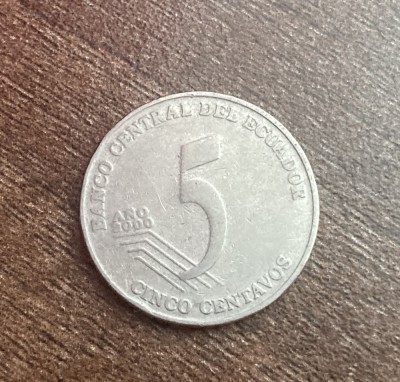 BANCO CENTRAL DEL ECUADOR
AÑO
2000
5
CINCO CENTAVOS